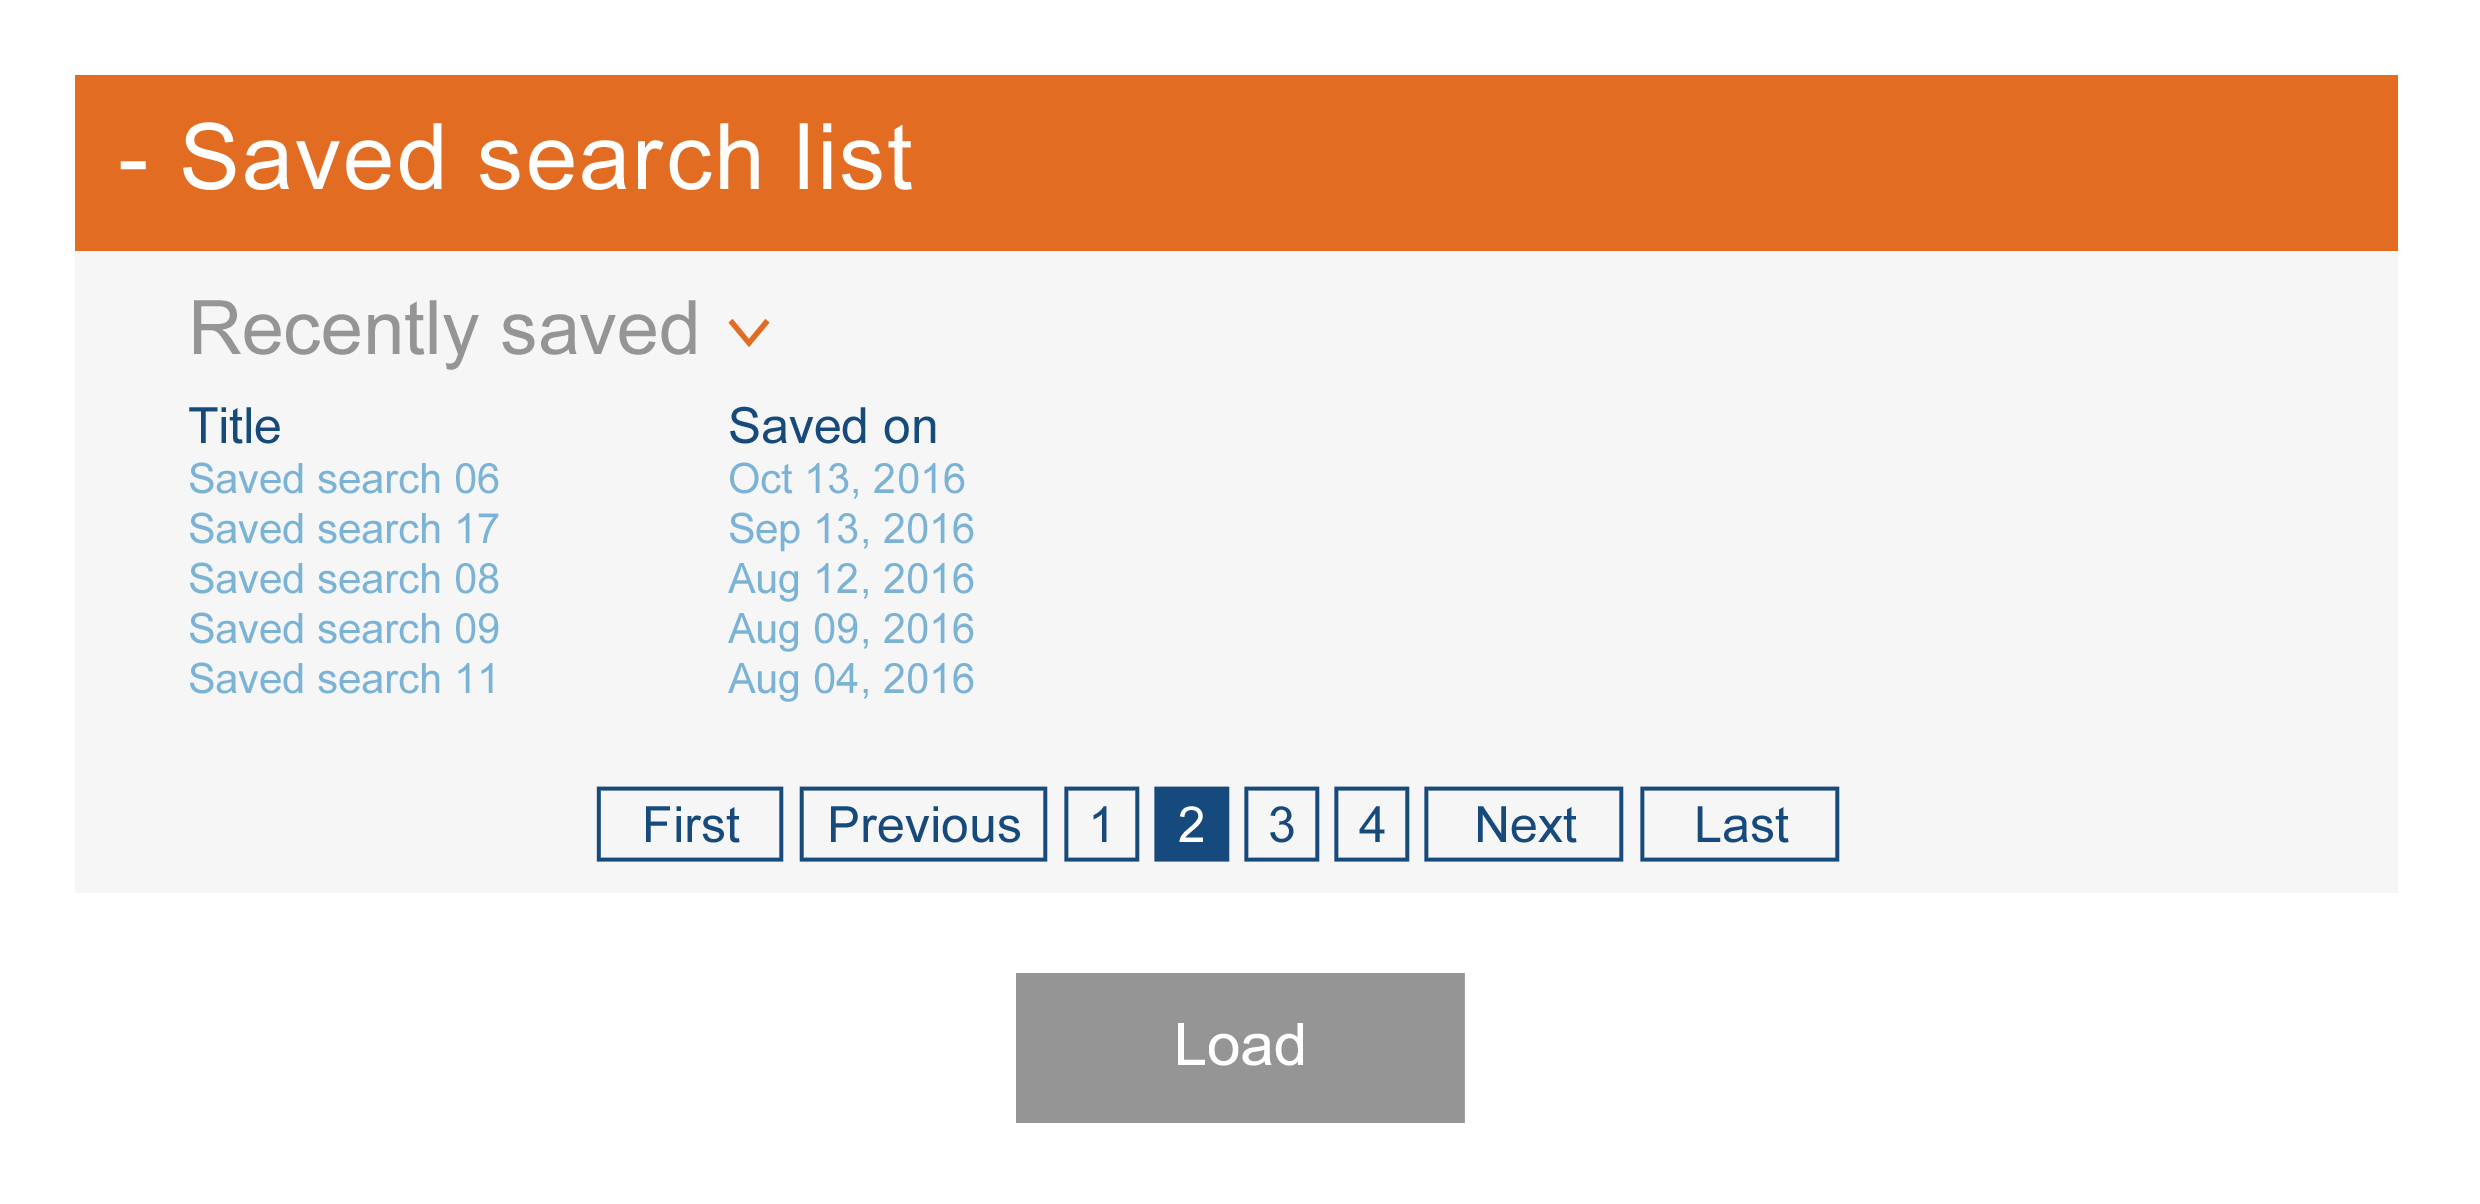 - Saved search list
Recently saved
Title Saved on
Saved search 06 Oct 13, 2016
Saved search 17 Sep 13, 2016
Saved search 08 Aug 12, 2016
Saved search 09 Aug 09, 2016
Saved search 11 Aug 04, 2016
First Previous 1 2 3 4 Next Last
Load